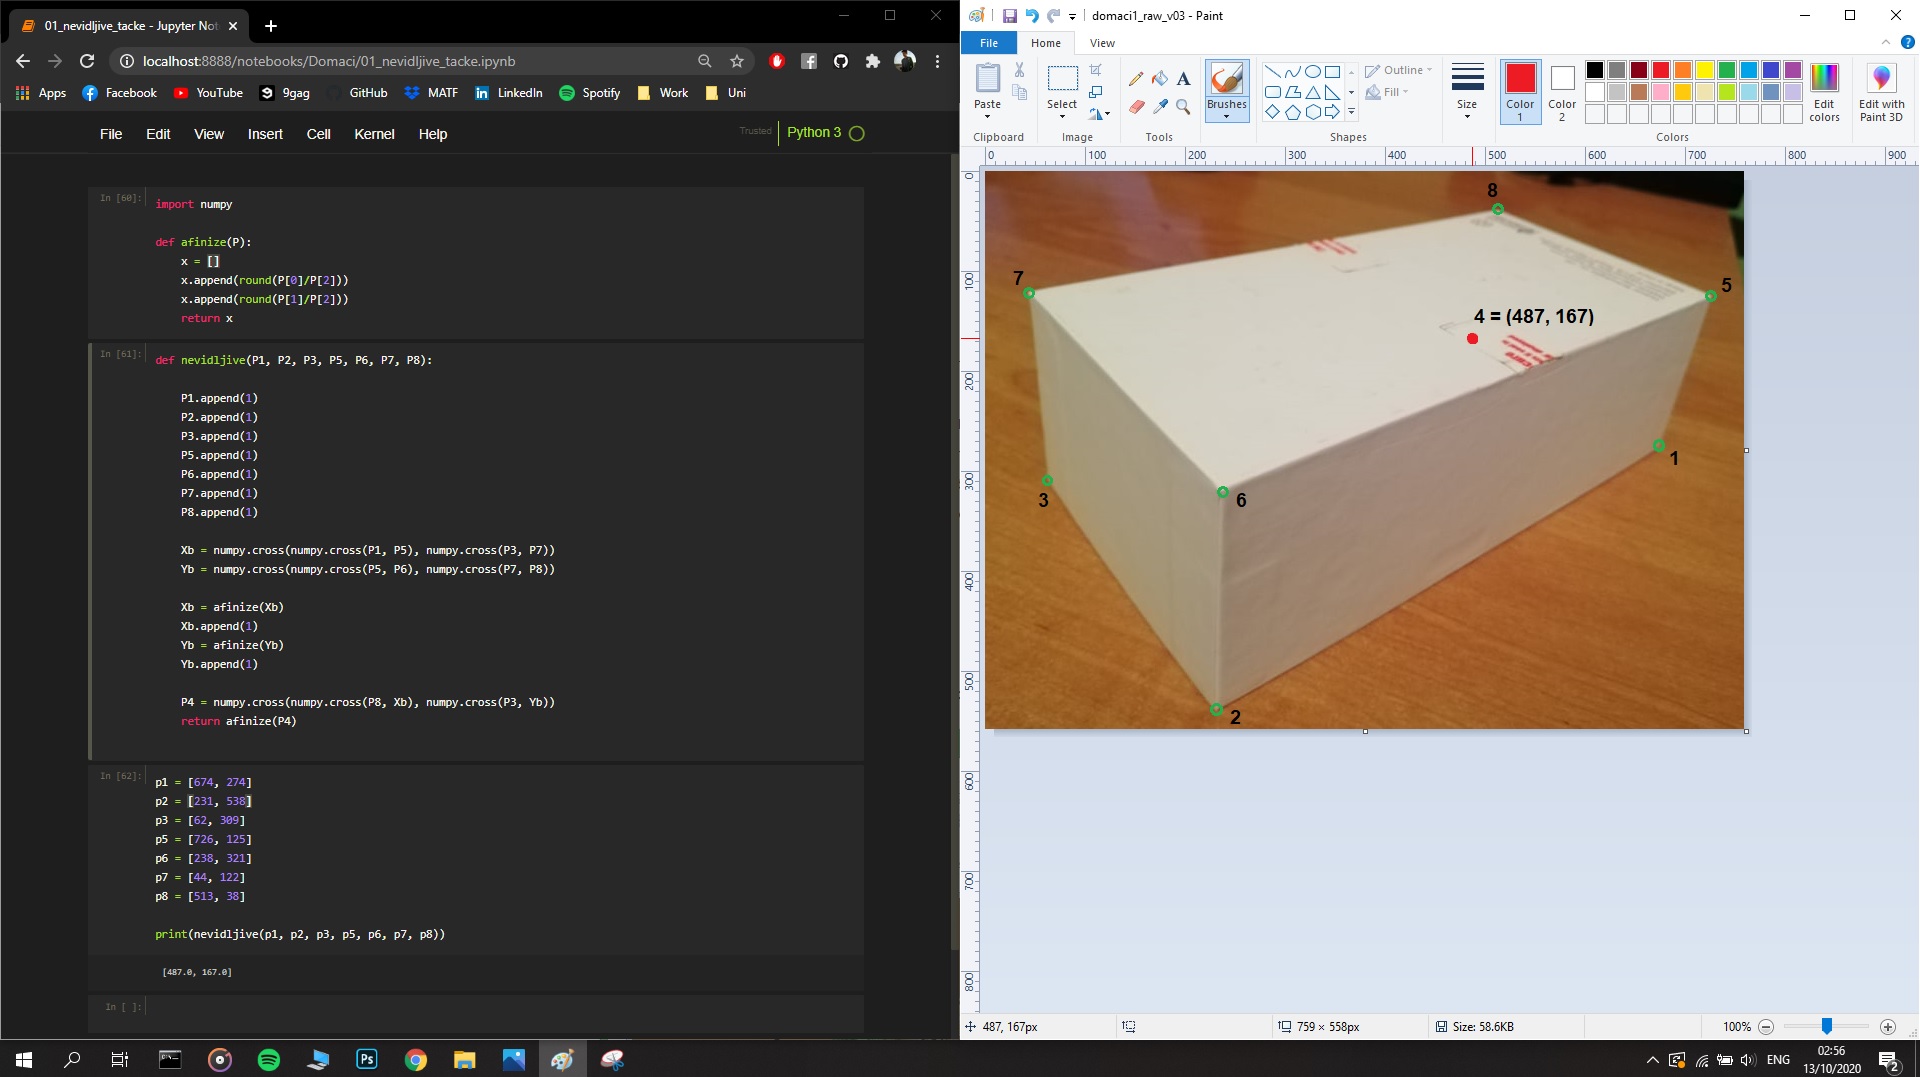 01_nevidljive_tacke - Jupyter Not
localhost:8888/notebooks/Domaci/01_nevidljive_tacke.ipynb
Apps Facebook YouTube 9gag GitHub MATF LinkedIn Spotify Work Uni
File Edit View Insert Cell Kernel Help Trusted Python 3
In [60]:
import numpy
def afinize(P):
x = []
x.append(round(P[0]/P[2]))
x.append(round(P[1]/P[2]))
return x
In [61]:
def nevidljive(P1, P2, P3, P5, P6, P7, P8):
P1.append(1)
P2.append(1)
P3.append(1)
P5.append(1)
P6.append(1)
P7.append(1)
P8.append(1)
Xb = numpy.cross(numpy.cross(P1, P5), numpy.cross(P3, P7))
Yb = numpy.cross(numpy.cross(P5, P6), numpy.cross(P7, P8))
Xb = afinize(Xb)
Xb.append(1)
Yb = afinize(Yb)
Yb.append(1)
P4 = numpy.cross(numpy.cross(P8, Xb), numpy.cross(P3, Yb))
return afinize(P4)
In [62]:
p1 = [674, 274]
p2 = [231, 538]
p3 = [62, 309]
p5 = [726, 125]
p6 = [238, 321]
p7 = [44, 122]
p8 = [513, 38]
print(nevidljive(p1, p2, p3, p5, p6, p7, p8))
[487.0, 167.0]
In [ ]:
domaci1_raw_v03 - Paint
File Home View
Paste
Select
Brushes
Outline
Fill
Size
Color 1
Color 2
Edit colors
Edit with Paint 3D
Clipboard Image Tools Shapes Colors
0 100 200 300 400 500 600 700 800 900
0
100
200
300
400
500
600
700
800
8
7
5
4 = (487, 167)
1
3
6
2
487, 167px
759 × 558px
Size: 58.6KB
100%
Ps
ENG
02:56
13/10/2020
2